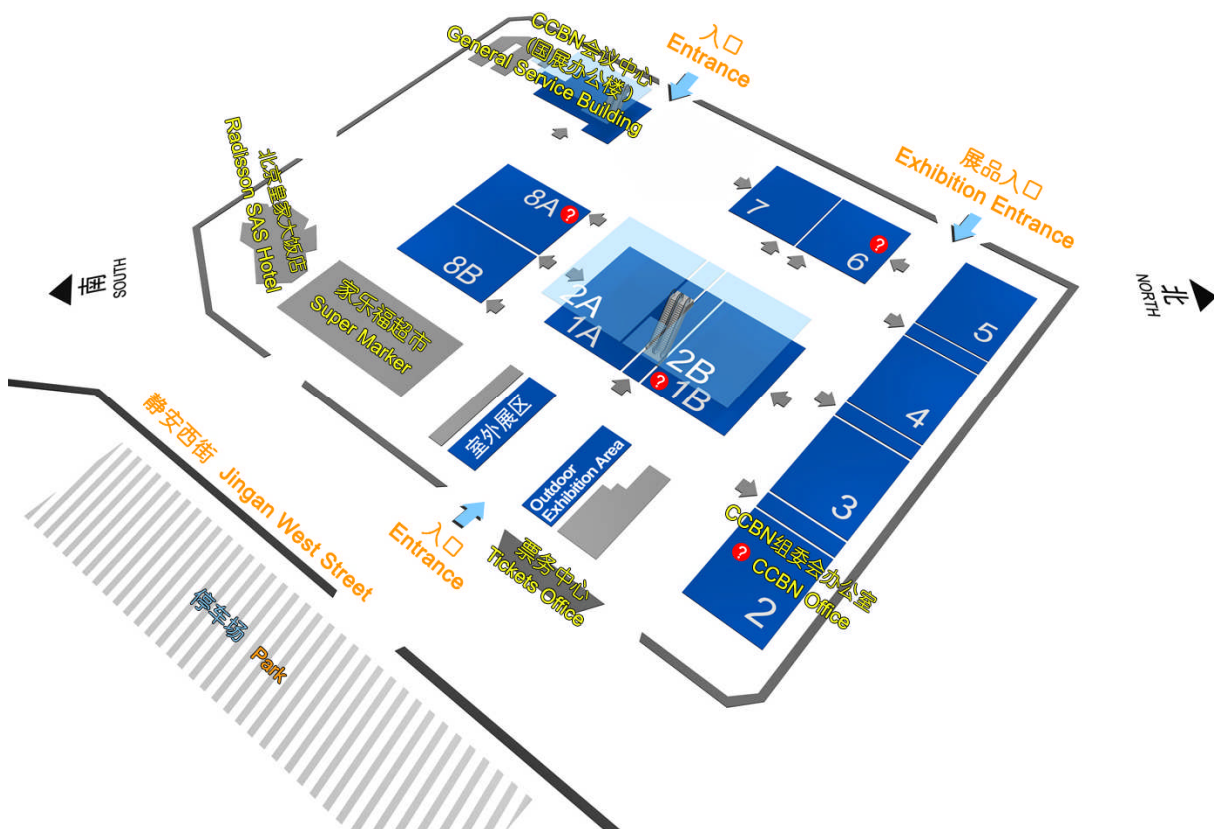 CCBN会议中心
(国展办公楼)
General Service Building
入口
Entrance
展品入口
Exhibition Entrance
北京皇家大饭店
Radisson SAS Hotel
8A
?
8B
7
6
?
5
4
3
2
南
SOUTH
北
NORTH
家乐福超市
Super Marker
2A
1A
2B
1B
?
室外展区
Outdoor
Exhibition Area
CCBN组委会办公室
? CCBN Office
入口
Entrance
票务中心
Tickets Office
静安西街 Jingan West Street
停车场 Park